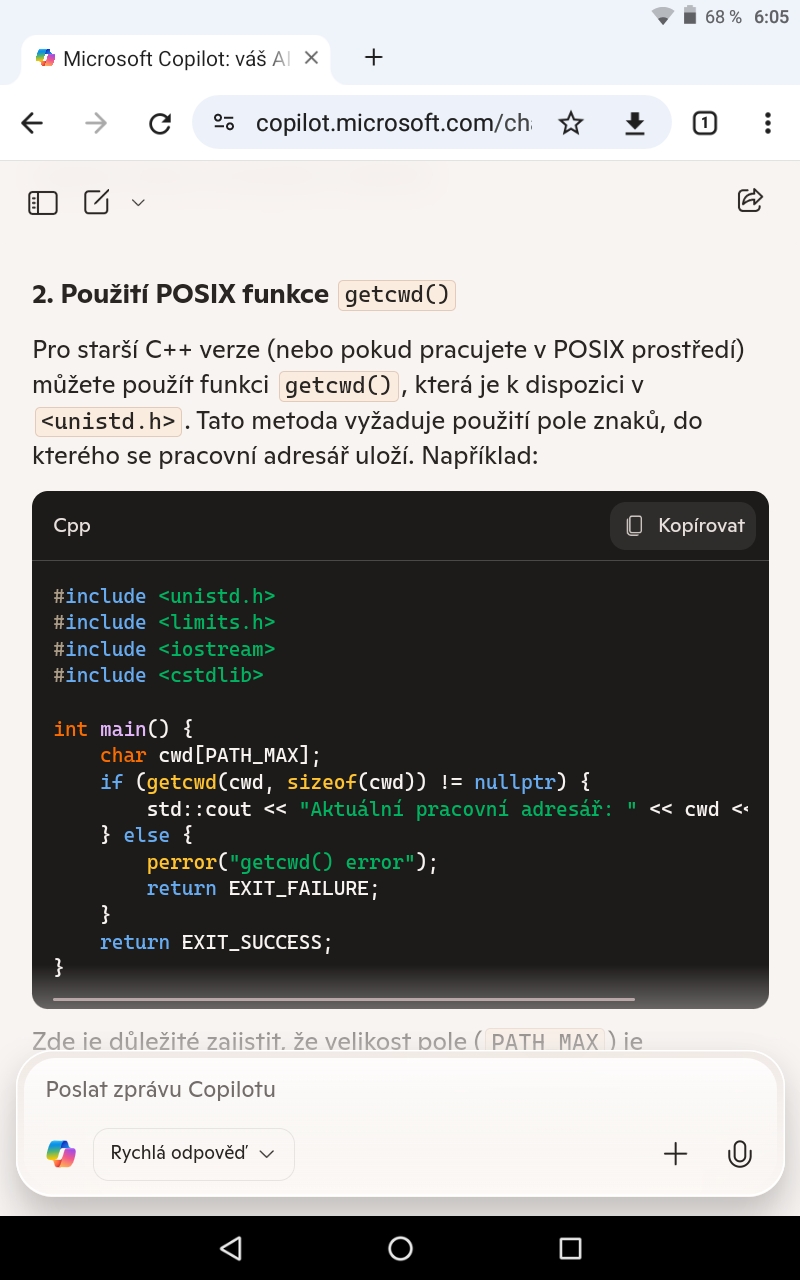 68 % 6:05
Microsoft Copilot: váš AI
copilot.microsoft.com/ch
1
2. Použití POSIX funkce getcwd()
Pro starší C++ verze (nebo pokud pracujete v POSIX prostředí)
můžete použít funkci getcwd(), která je k dispozici v
<unistd.h>. Tato metoda vyžaduje použití pole znaků, do
kterého se pracovní adresář uloží. Například:
Cpp
Kopírovat
#include <unistd.h>
#include <limits.h>
#include <iostream>
#include <cstdlib>
int main() {
    char cwd[PATH_MAX];
    if (getcwd(cwd, sizeof(cwd)) != nullptr) {
        std::cout << "Aktuální pracovní adresář: " << cwd <<
    } else {
        perror("getcwd() error");
        return EXIT_FAILURE;
    }
    return EXIT_SUCCESS;
}
Zde je důležité zajistit, že velikost pole (PATH_MAX) je
Poslat zprávu Copilotu
Rychlá odpověď